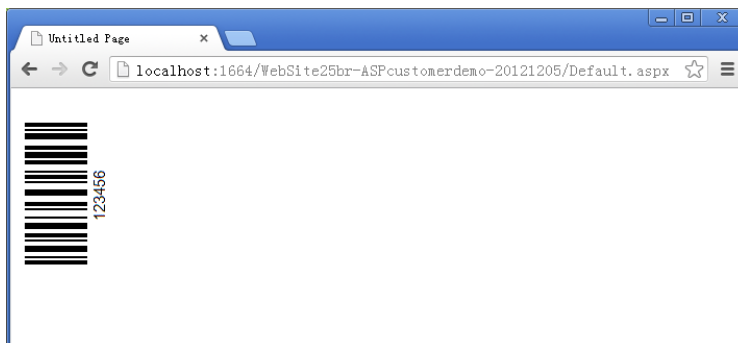 Untitled Page
localhost:1664/WebSite25br-ASPcustomerdemo-20121205/Default.aspx
123456